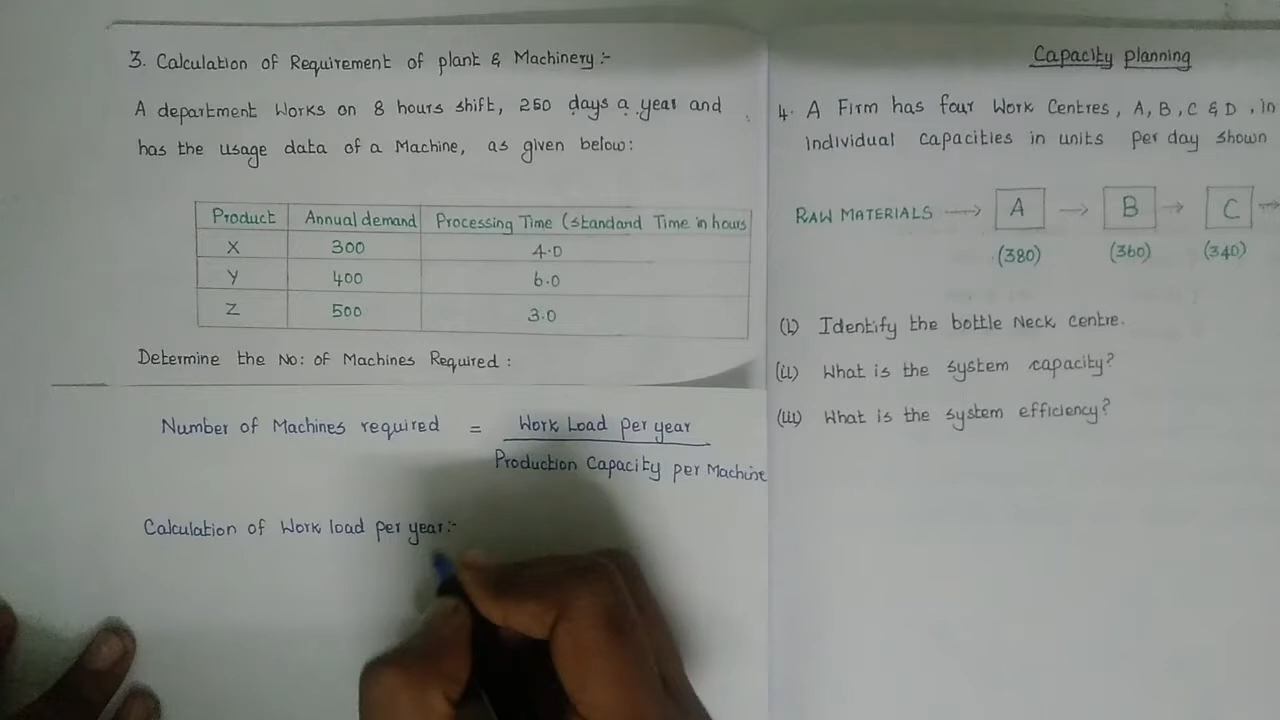 3. Calculation of Requirement of plant & Machinery :-
A department Works on 8 hours shift, 250 days a year and
has the usage data of a Machine, as given below:
Product Annual demand Processing Time (Standand Time in hours
X 300 4.0
Y 400 6.0
Z 500 3.0
Determine the No: of Machines Required :
Number of Machines required = Work Load per year
Production Capacity per Machine
Calculation of Work load per year:-
Capacity planning
4. A Firm has four Work Centres, A, B, C & D, in
individual capacities in units per day shown
RAW MATERIALS → A → B → C →
(380) (360) (340)
(i) Identify the bottle Neck centre.
(ii) What is the system capacity?
(iii) What is the system efficiency?